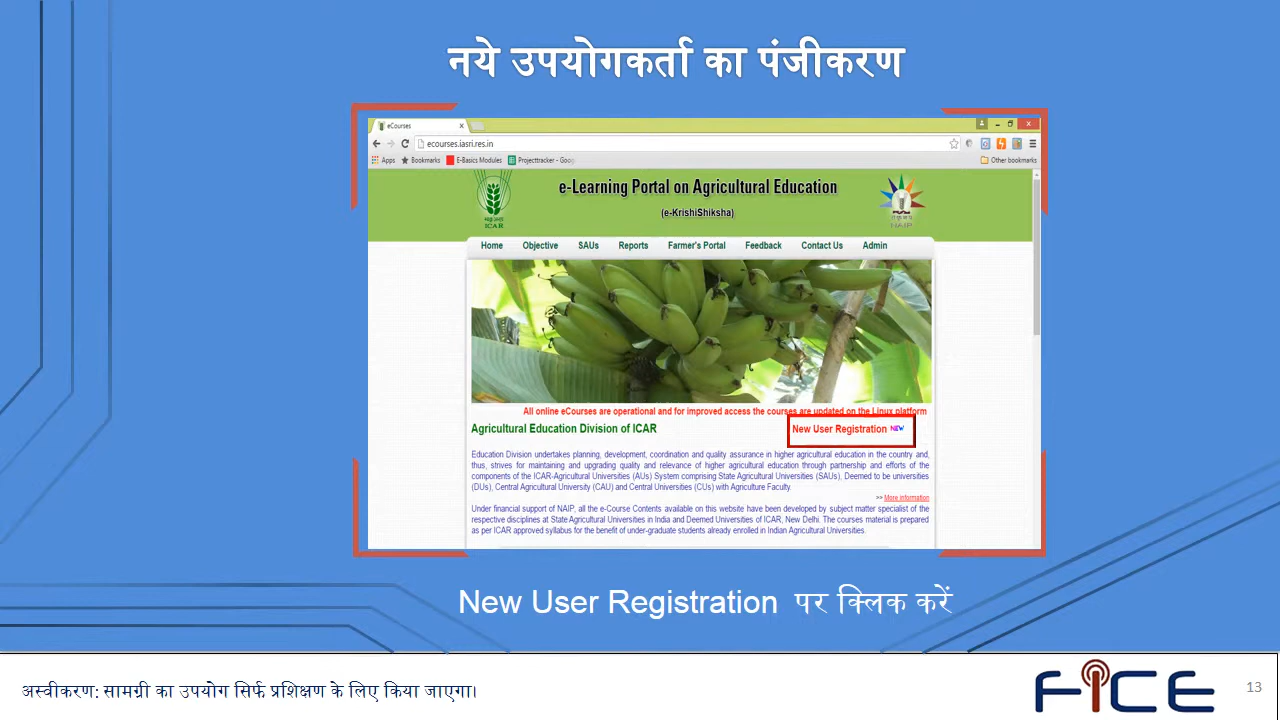 नये उपयोगकर्ता का पंजीकरण
eCourses
ecourses.iasri.res.in
Apps Bookmarks E-Basics Modules Projecttracker - Goog Other bookmarks
e-Learning Portal on Agricultural Education
(e-KrishiShiksha)
ICAR
NAIP
Home Objective SAUs Reports Farmer's Portal Feedback Contact Us Admin
All online eCourses are operational and for improved access the courses are updated on the Linux platform
Agricultural Education Division of ICAR
New User Registration NEW
Education Division undertakes planning, development, coordination and quality assurance in higher agricultural education in the country and,
thus, strives for maintaining and upgrading quality and relevance of higher agricultural education through partnership and efforts of the
components of the ICAR-Agricultural Universities (AUs) System comprising State Agricultural Universities (SAUs), Deemed to be universities
(DUs), Central Agricultural University (CAU) and Central Universities (CUs) with Agriculture Faculty.
>> More information
Under financial support of NAIP, all the e-Course Contents available on this website have been developed by subject matter specialist of the
respective disciplines at State Agricultural Universities in India and Deemed Universities of ICAR, New Delhi. The courses material is prepared
as per ICAR approved syllabus for the benefit of under-graduate students already enrolled in Indian Agricultural Universities.
New User Registration पर क्लिक करें
अस्वीकरण: सामग्री का उपयोग सिर्फ प्रशिक्षण के लिए किया जाएगा।
FiCE
13